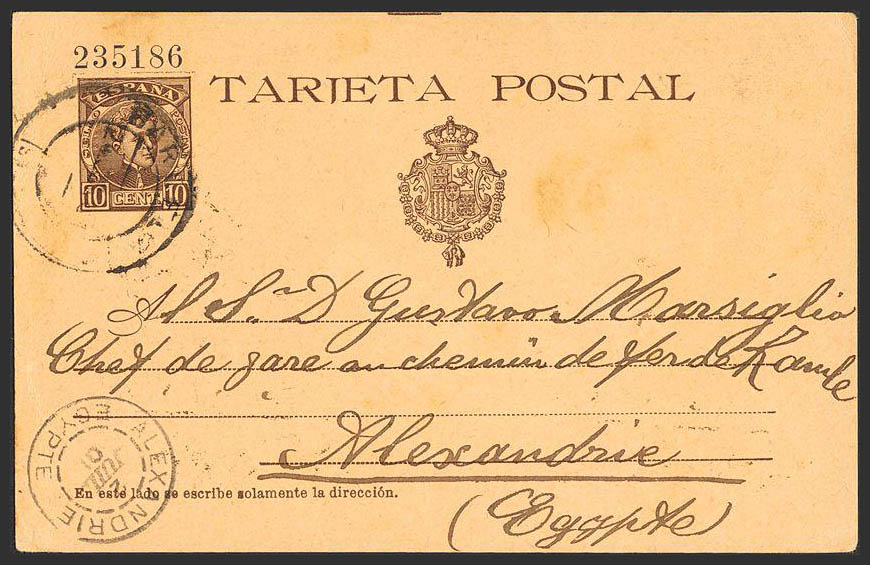 235186
TARJETA POSTAL
ESPAÑA
10 CENT. 10
Al S.r D Gustavo Marsiglio
Chef de gare au chemin de fer de Ramle
Alexandrie
(Egypte)
ALEXANDRIE
EGYPTE
En este lado se escribe solamente la dirección.